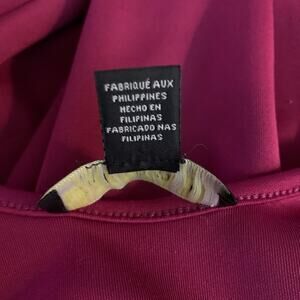 FABRIQUÉ AUX
PHILIPPINES
HECHO EN
FILIPINAS
FABRICADO NAS
FILIPINAS